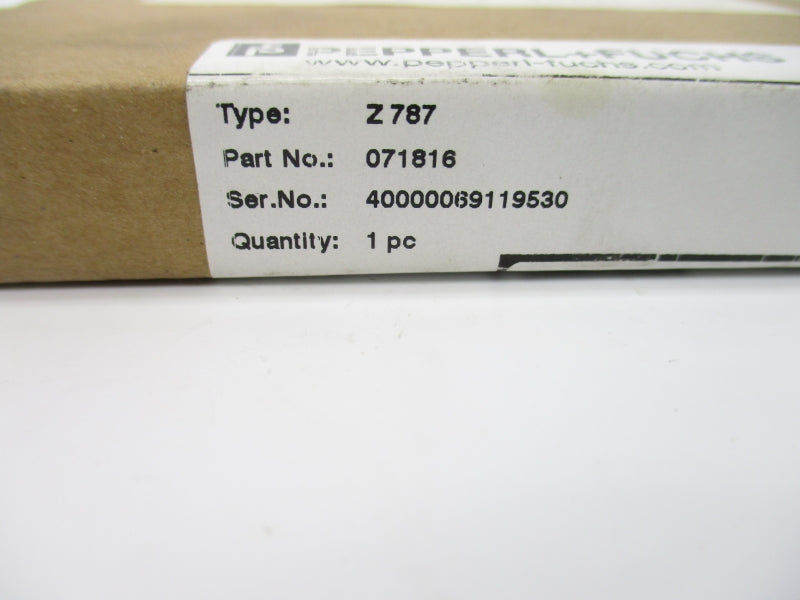 PEPPERL+FUCHS
www.pepperl-fuchs.com
Type: Z 787
Part No.: 071816
Ser.No.: 40000069119530
Quantity: 1 pc